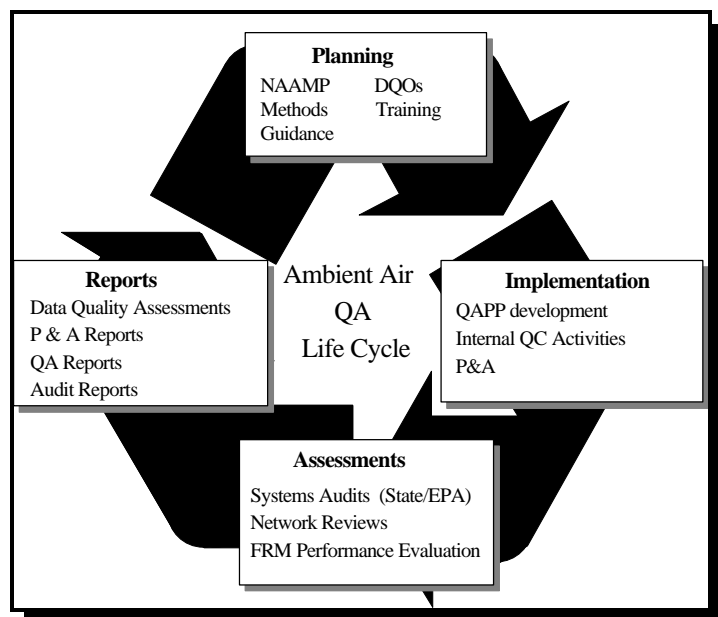 Planning
NAAMP DQOs
Methods Training
Guidance
Reports
Data Quality Assessments
P & A Reports
QA Reports
Audit Reports
Ambient Air
QA
Life Cycle
Implementation
QAPP development
Internal QC Activities
P&A
Assessments
Systems Audits (State/EPA)
Network Reviews
FRM Performance Evaluation